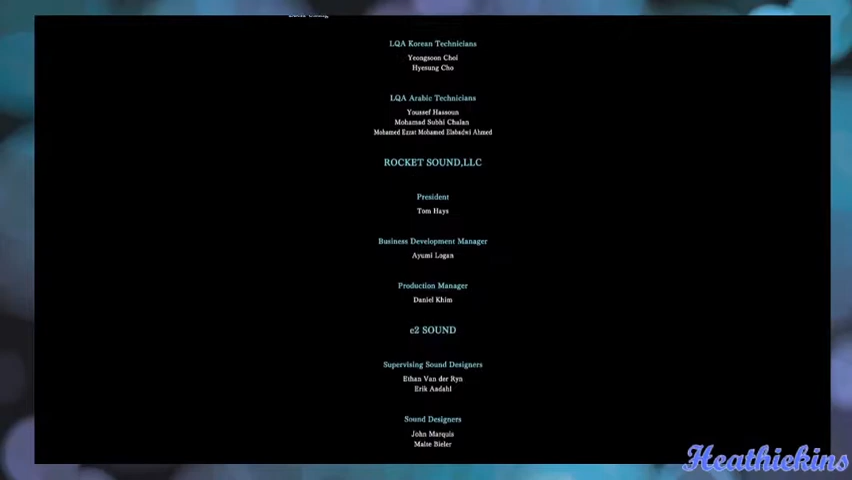 LQA Korean Technicians
Yeongsoon Choi
Hyesung Cho
LQA Arabic Technicians
Youssef Hassoun
Mohamad Subhi Chalan
Mohamed Ezzat Mohamed Elabadwi Ahmed
ROCKET SOUND,LLC
President
Tom Hays
Business Development Manager
Ayumi Logan
Production Manager
Daniel Khim
e2 SOUND
Supervising Sound Designers
Ethan Van der Ryn
Erik Aadahl
Sound Designers
John Marquis
Malte Bieler
Heathiekins